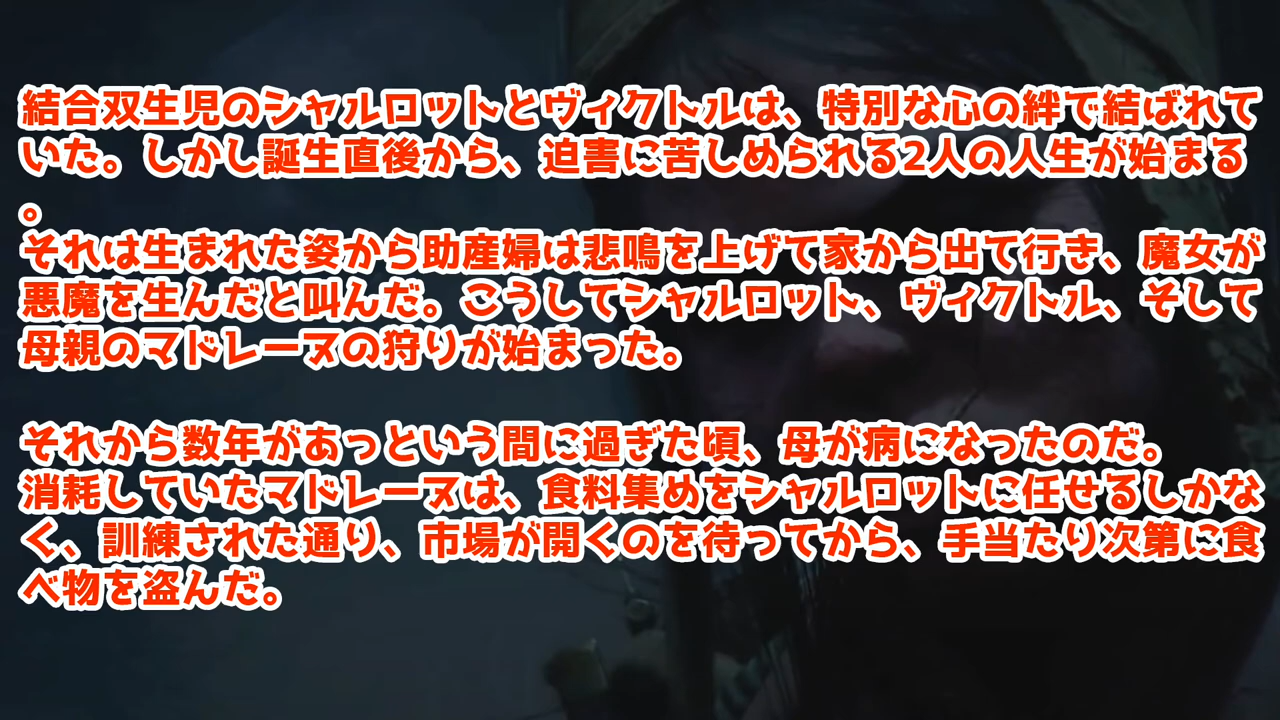 結合双生児のシャルロットとヴィクトルは、特別な心の絆で結ばれて
いた。しかし誕生直後から、迫害に苦しめられる2人の人生が始まる
。
それは生まれた姿から助産婦は悲鳴を上げて家から出て行き、魔女が
悪魔を生んだと叫んだ。こうしてシャルロット、ヴィクトル、そして
母親のマドレーヌの狩りが始まった。
それから数年があっという間に過ぎた頃、母が病になったのだ。
消耗していたマドレーヌは、食料集めをシャルロットに任せるしかな
く、訓練された通り、市場が開くのを待ってから、手当たり次第に食
べ物を盗んだ。